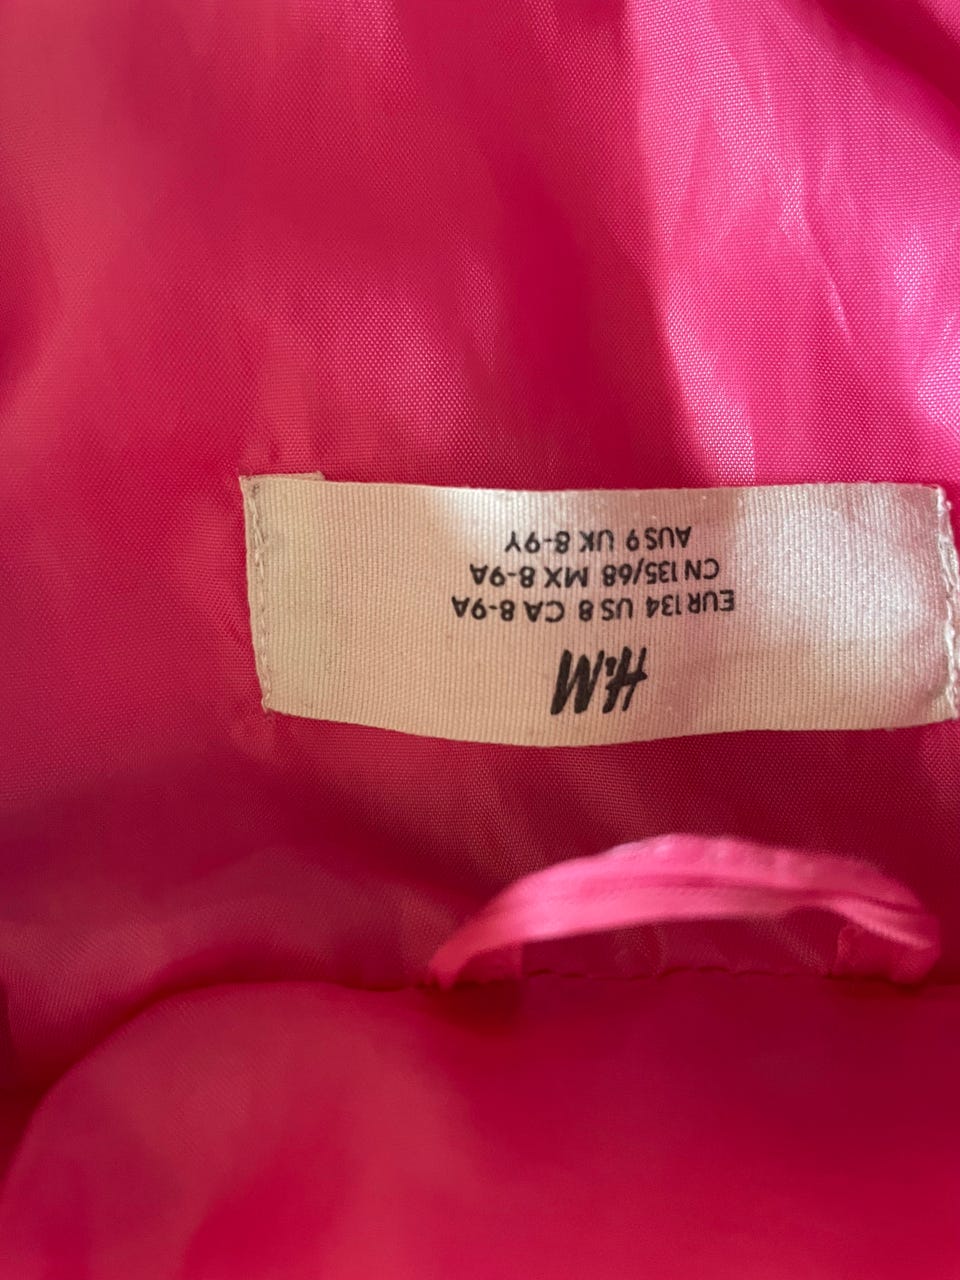 H&M
EUR 134 US 8 CA 8-9A
CN 135/68 MX 8-9A
AUS 9 UK 8-9Y